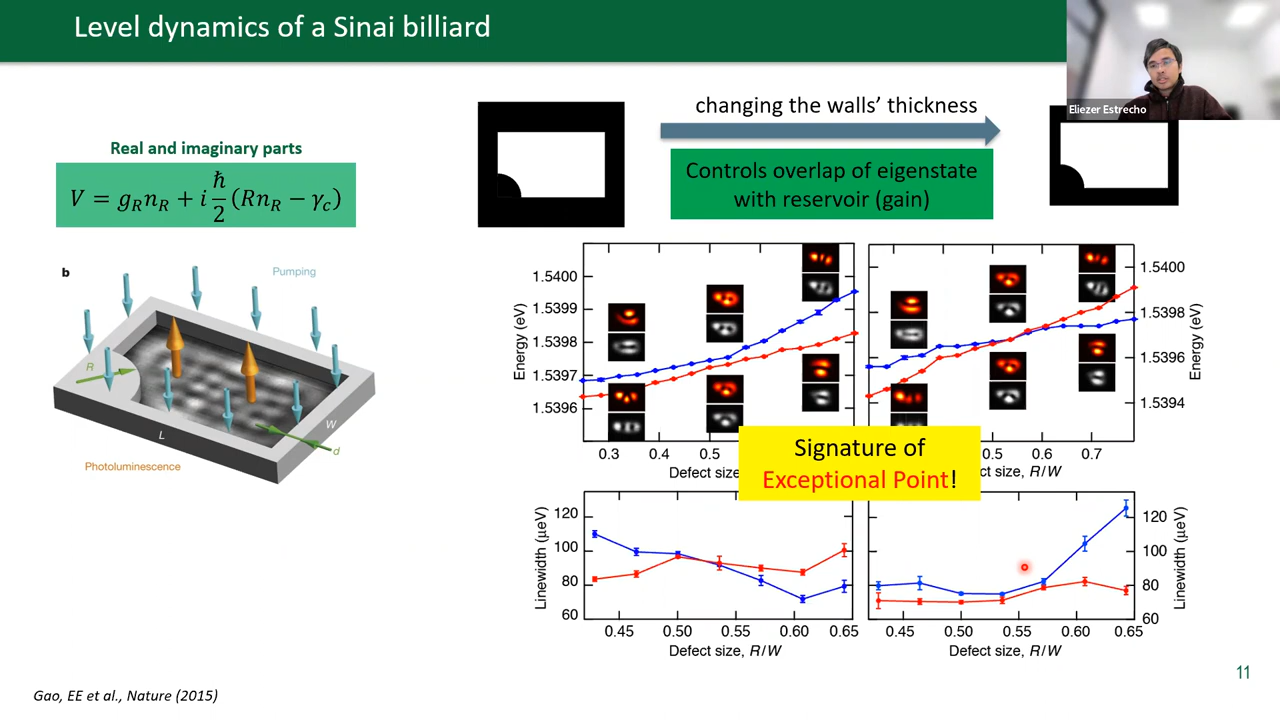 Level dynamics of a Sinai billiard
Eliezer Estrecho
changing the walls' thickness
Real and imaginary parts
V = g_R n_R + i ħ/2 (Rn_R − γ_c)
Controls overlap of eigenstate
with reservoir (gain)
b
Pumping
R
L
W
d
Photoluminescence
Energy (eV)
1.5400
1.5399
1.5398
1.5397
1.5396
0.3 0.4 0.5
Defect size
1.5400
1.5398
1.5396
1.5394
Energy (eV)
0.5 0.6 0.7
ct size, R/W
Signature of
Exceptional Point!
Linewidth (µeV)
120
100
80
60
0.45 0.50 0.55 0.60 0.65
Defect size, R/W
120
100
80
60
Linewidth (µeV)
0.45 0.50 0.55 0.60 0.65
Defect size, R/W
11
Gao, EE et al., Nature (2015)